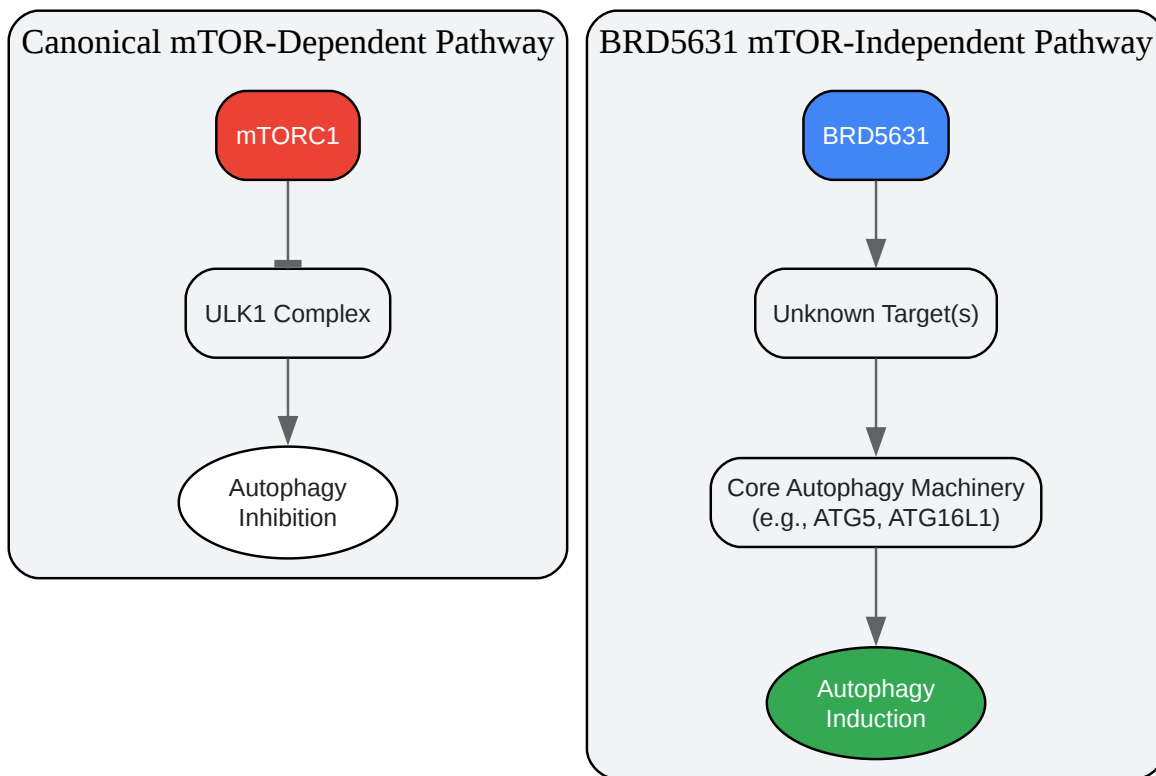 Canonical mTOR-Dependent Pathway
mTORC1
ULK1 Complex
Autophagy
Inhibition
BRD5631 mTOR-Independent Pathway
BRD5631
Unknown Target(s)
Core Autophagy Machinery
(e.g., ATG5, ATG16L1)
Autophagy
Induction